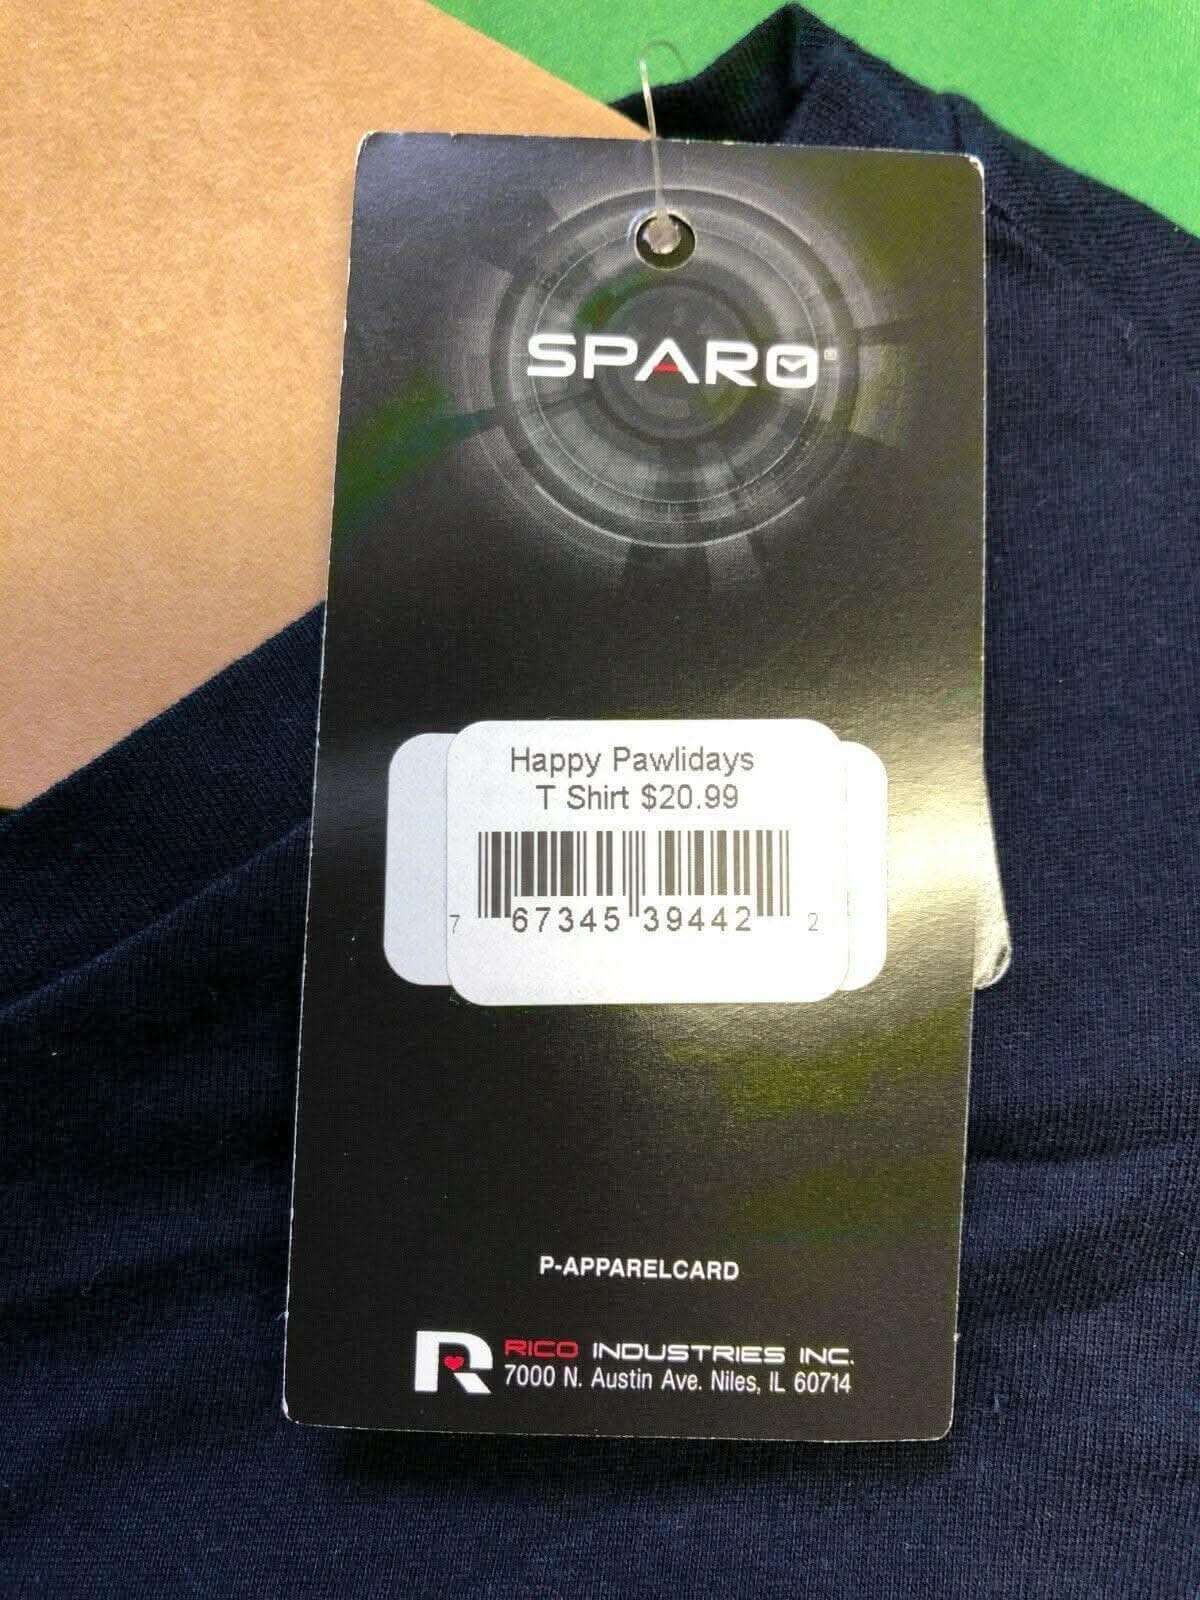 SPARO®
Happy Pawlidays
T Shirt $20.99
7 67345 39442 2
P-APPARELCARD
RICO INDUSTRIES INC.
7000 N. Austin Ave. Niles, IL 60714